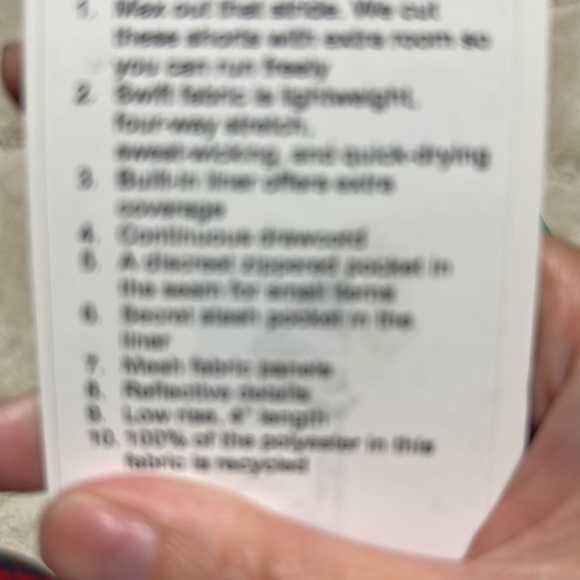 1. Max out that stride. We cut
these shorts with extra room so
you can run freely
2. Swift fabric is lightweight,
four-way stretch,
sweat-wicking, and quick-drying
3. Built-in liner offers extra
coverage
4. Continuous drawcord
5. A discreet zippered pocket in
the seam for small items
6. Secret stash pocket in the
liner
7. Mesh fabric panels
8. Reflective details
9. Low rise, 4" length
10. 100% of the polyester in this
fabric is recycled